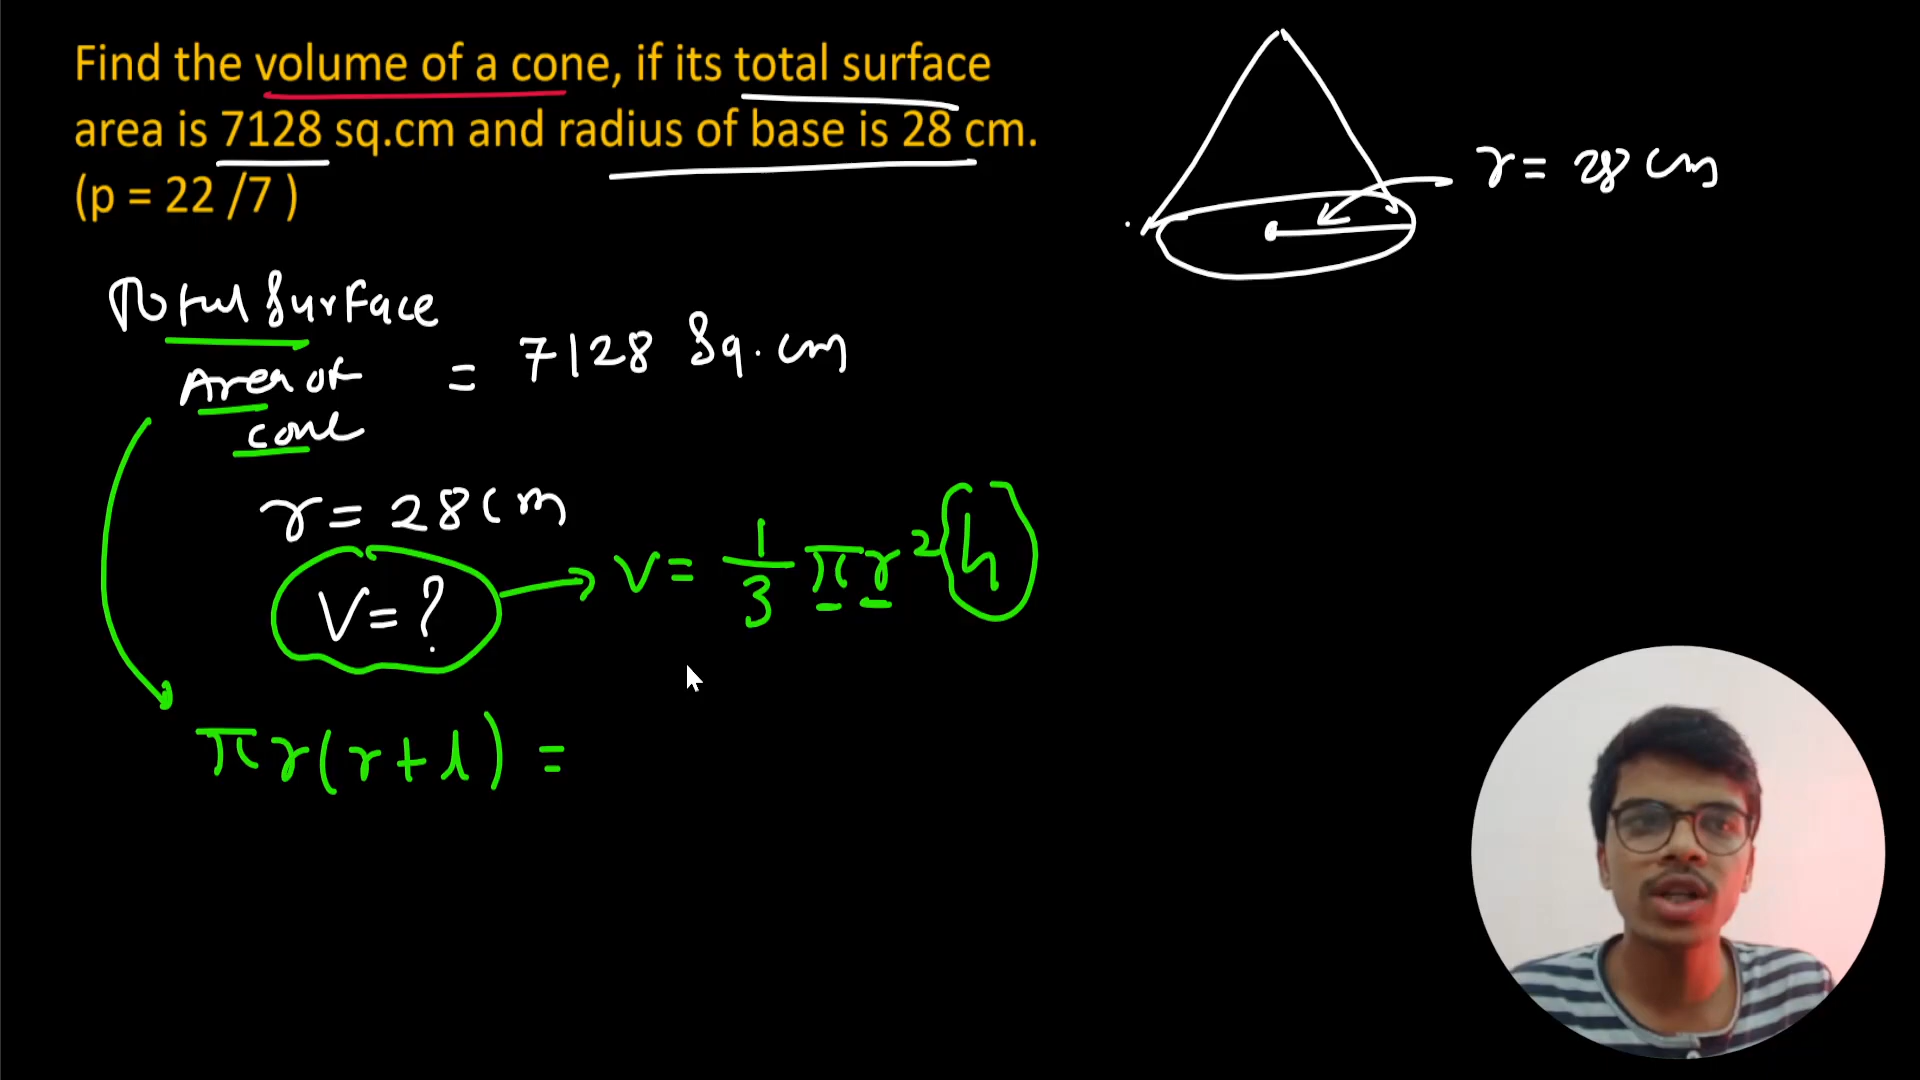 Find the volume of a cone, if its total surface
area is 7128 sq.cm and radius of base is 28 cm.
(p = 22 /7 )
r = 28 cm
Total Surface
Area of
cone
= 7128 Sq. cm
r = 28 cm
V = ?
V = 1/3 πr²h
πr(r+l) =